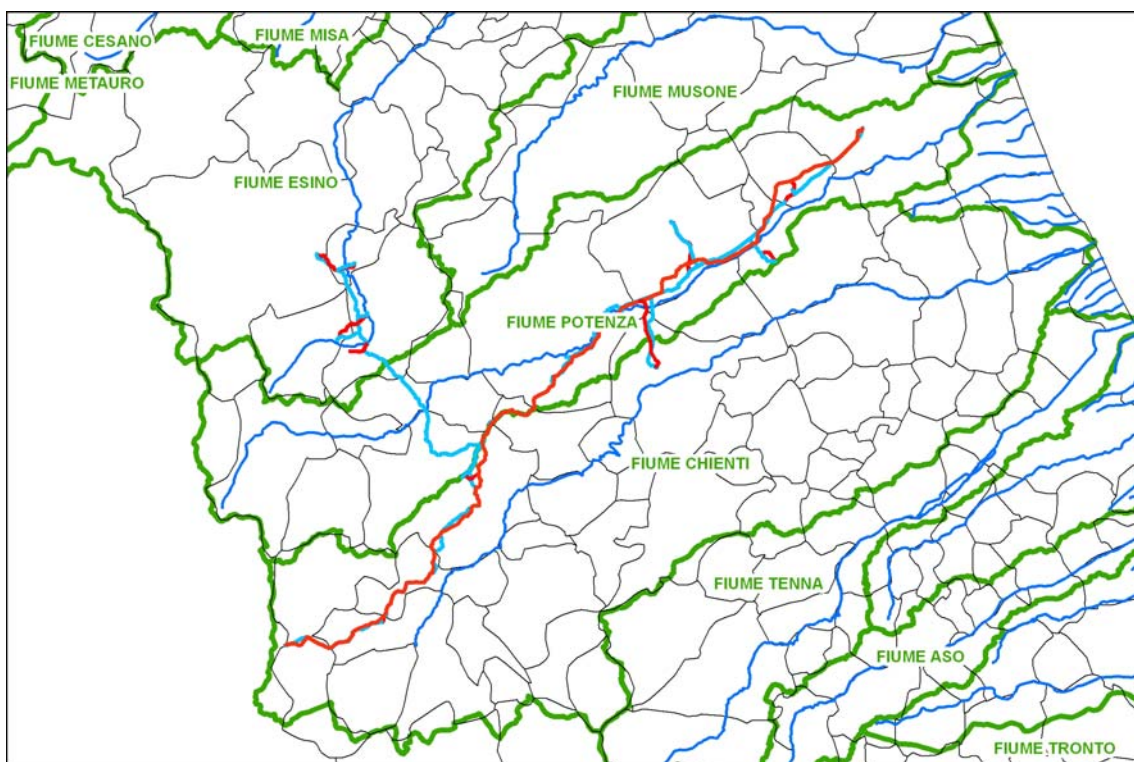 FIUME CESANO
FIUME MISA
FIUME METAURO
FIUME MUSONE
FIUME ESINO
FIUME POTENZA
FIUME CHIENTI
FIUME TENNA
FIUME ASO
FIUME TRONTO